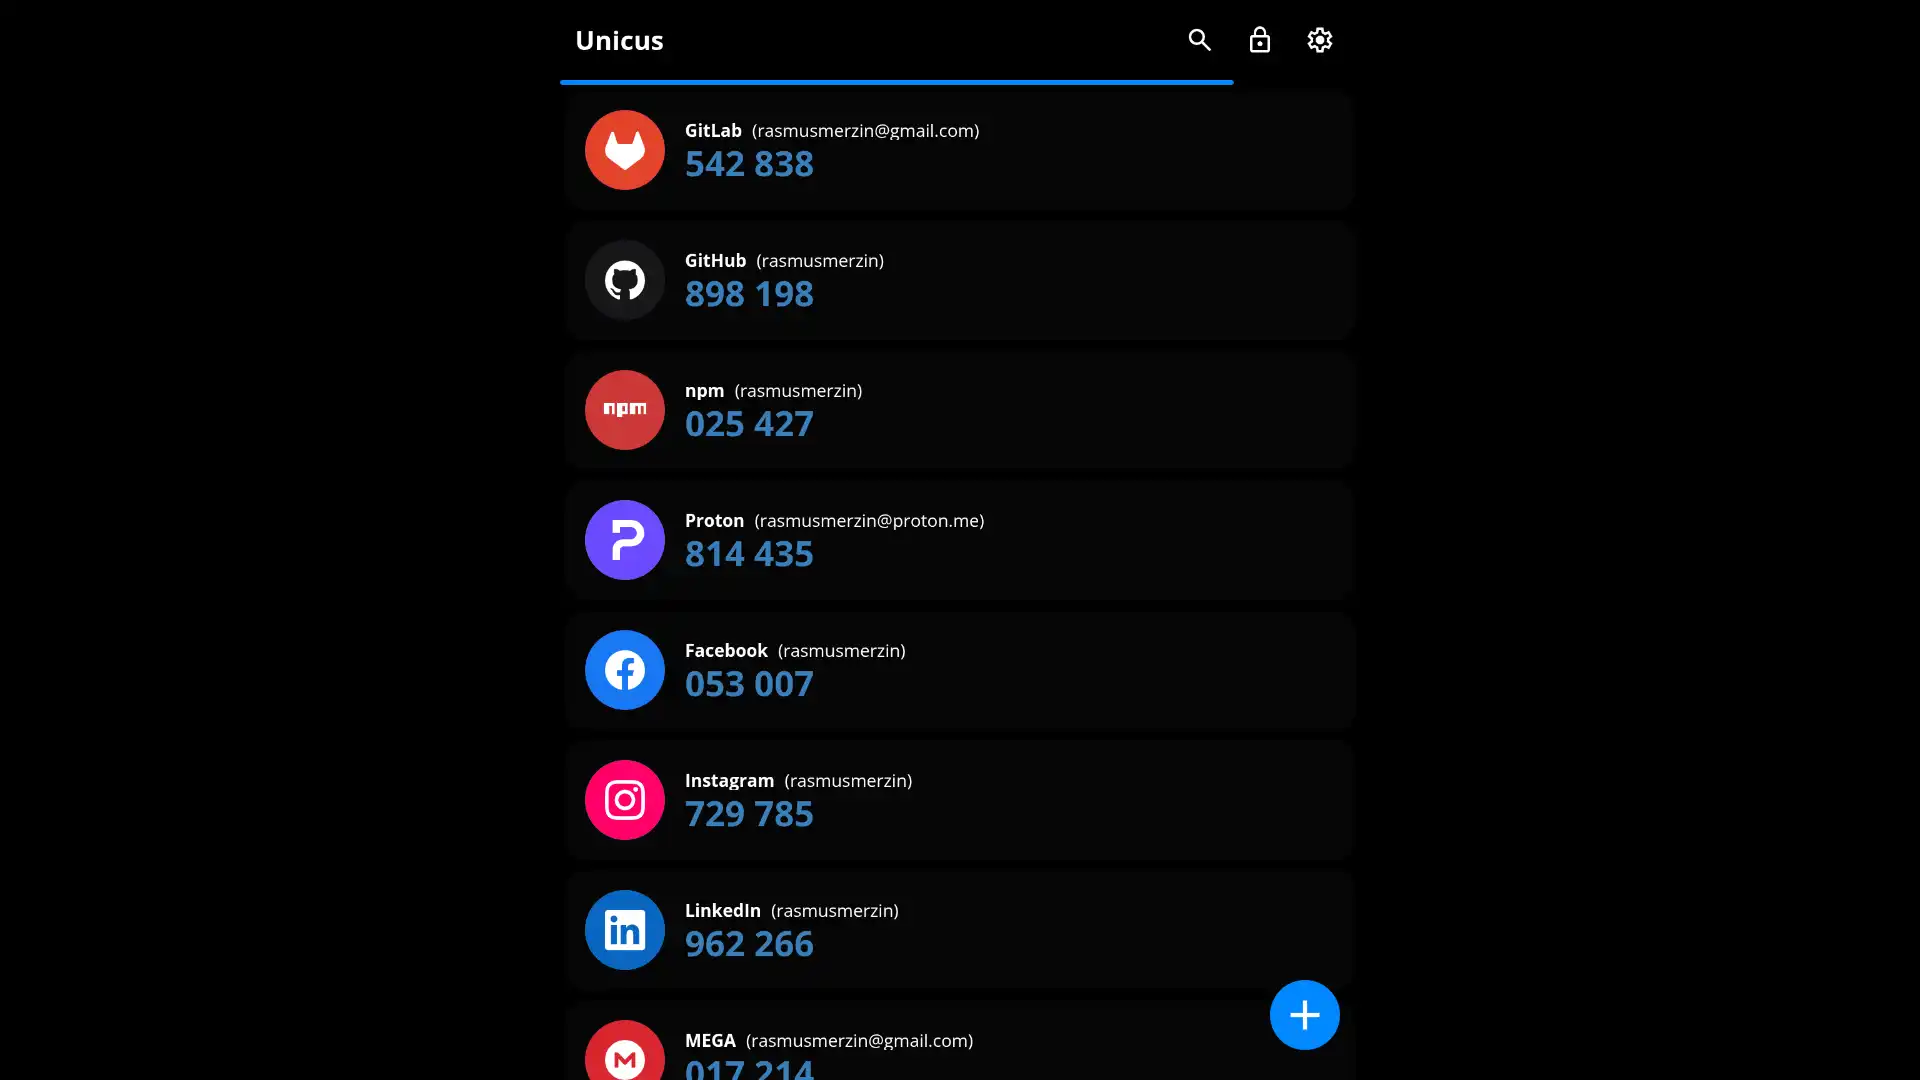 Unicus
GitLab (rasmusmerzin@gmail.com)
542 838
GitHub (rasmusmerzin)
898 198
npm
npm (rasmusmerzin)
025 427
Proton (rasmusmerzin@proton.me)
814 435
Facebook (rasmusmerzin)
053 007
Instagram (rasmusmerzin)
729 785
in
LinkedIn (rasmusmerzin)
962 266
M
MEGA (rasmusmerzin@gmail.com)
017 214